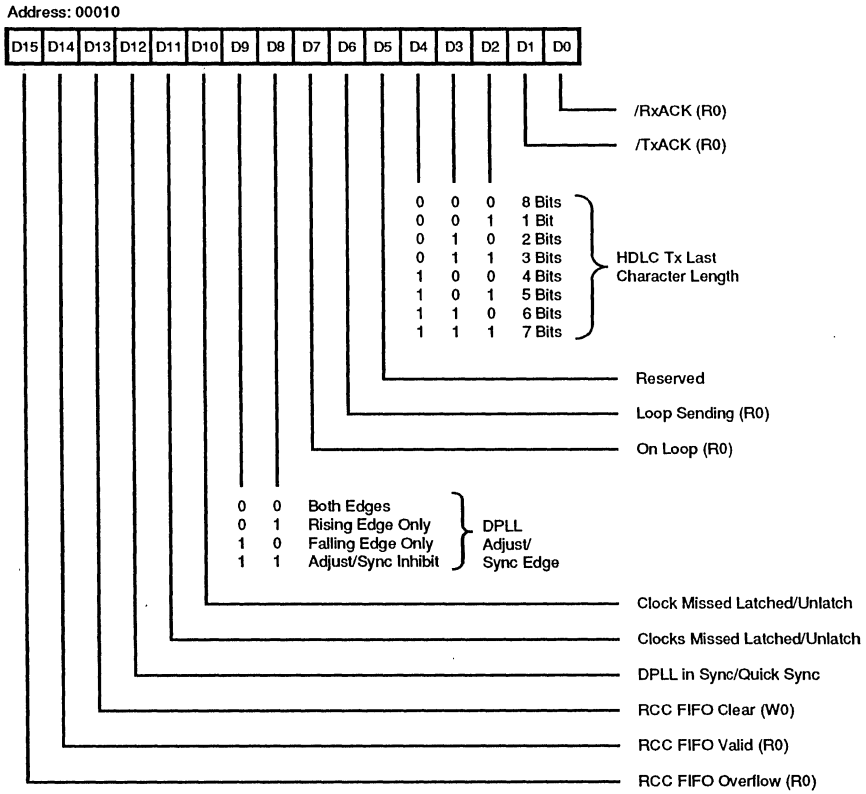 Address: 00010
D15 D14 D13 D12 D11 D10 D9 D8 D7 D6 D5 D4 D3 D2 D1 D0
/RxACK (R0)
/TxACK (R0)
0 0 0 8 Bits
0 0 1 1 Bit
0 1 0 2 Bits
0 1 1 3 Bits
1 0 0 4 Bits
1 0 1 5 Bits
1 1 0 6 Bits
1 1 1 7 Bits
HDLC Tx Last
Character Length
Reserved
Loop Sending (R0)
On Loop (R0)
0 0 Both Edges
0 1 Rising Edge Only
1 0 Falling Edge Only
1 1 Adjust/Sync Inhibit
DPLL
Adjust/
Sync Edge
Clock Missed Latched/Unlatch
Clocks Missed Latched/Unlatch
DPLL in Sync/Quick Sync
RCC FIFO Clear (W0)
RCC FIFO Valid (R0)
RCC FIFO Overflow (R0)